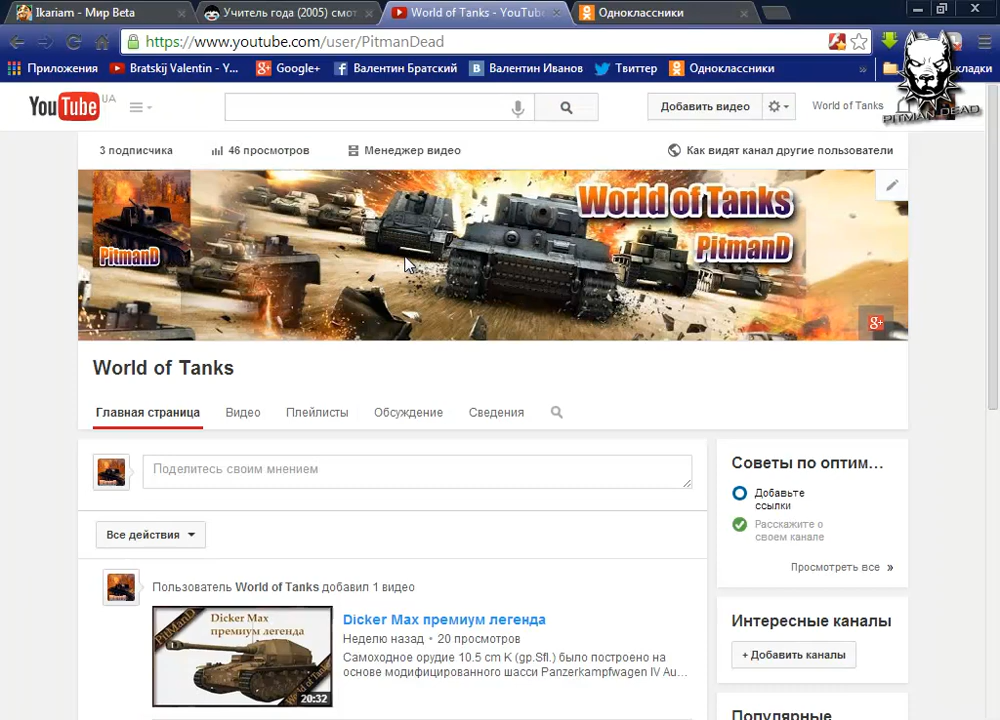 Ikariam - Мир Beta
Учитель года (2005) смот
World of Tanks - YouTube
Одноклассники
https://www.youtube.com/user/PitmanDead
Приложения
Bratskij Valentin - Y...
Google+
Валентин Братский
Валентин Иванов
Твиттер
Одноклассники
»
кладки
PITMAN_DEAD
YouTube UA
Добавить видео
World of Tanks
3 подписчика
46 просмотров
Менеджер видео
Как видят канал другие пользователи
World of Tanks
PitmanD
PitmanD
g+
World of Tanks
Главная страница
Видео
Плейлисты
Обсуждение
Сведения
Поделитесь своим мнением
Все действия
Пользователь World of Tanks добавил 1 видео
PitManD
Dicker Max
премиум легенда
World of Tanks
20:32
Dicker Max премиум легенда
Неделю назад • 20 просмотров
Самоходное орудие 10.5 cm K (gp.Sfl.) было построено на
основе модифицированного шасси Panzerkampfwagen IV Au...
Советы по оптим...
Добавьте
ссылки
Расскажите о
своем канале
Просмотреть все »
Интересные каналы
+ Добавить каналы
Популярные